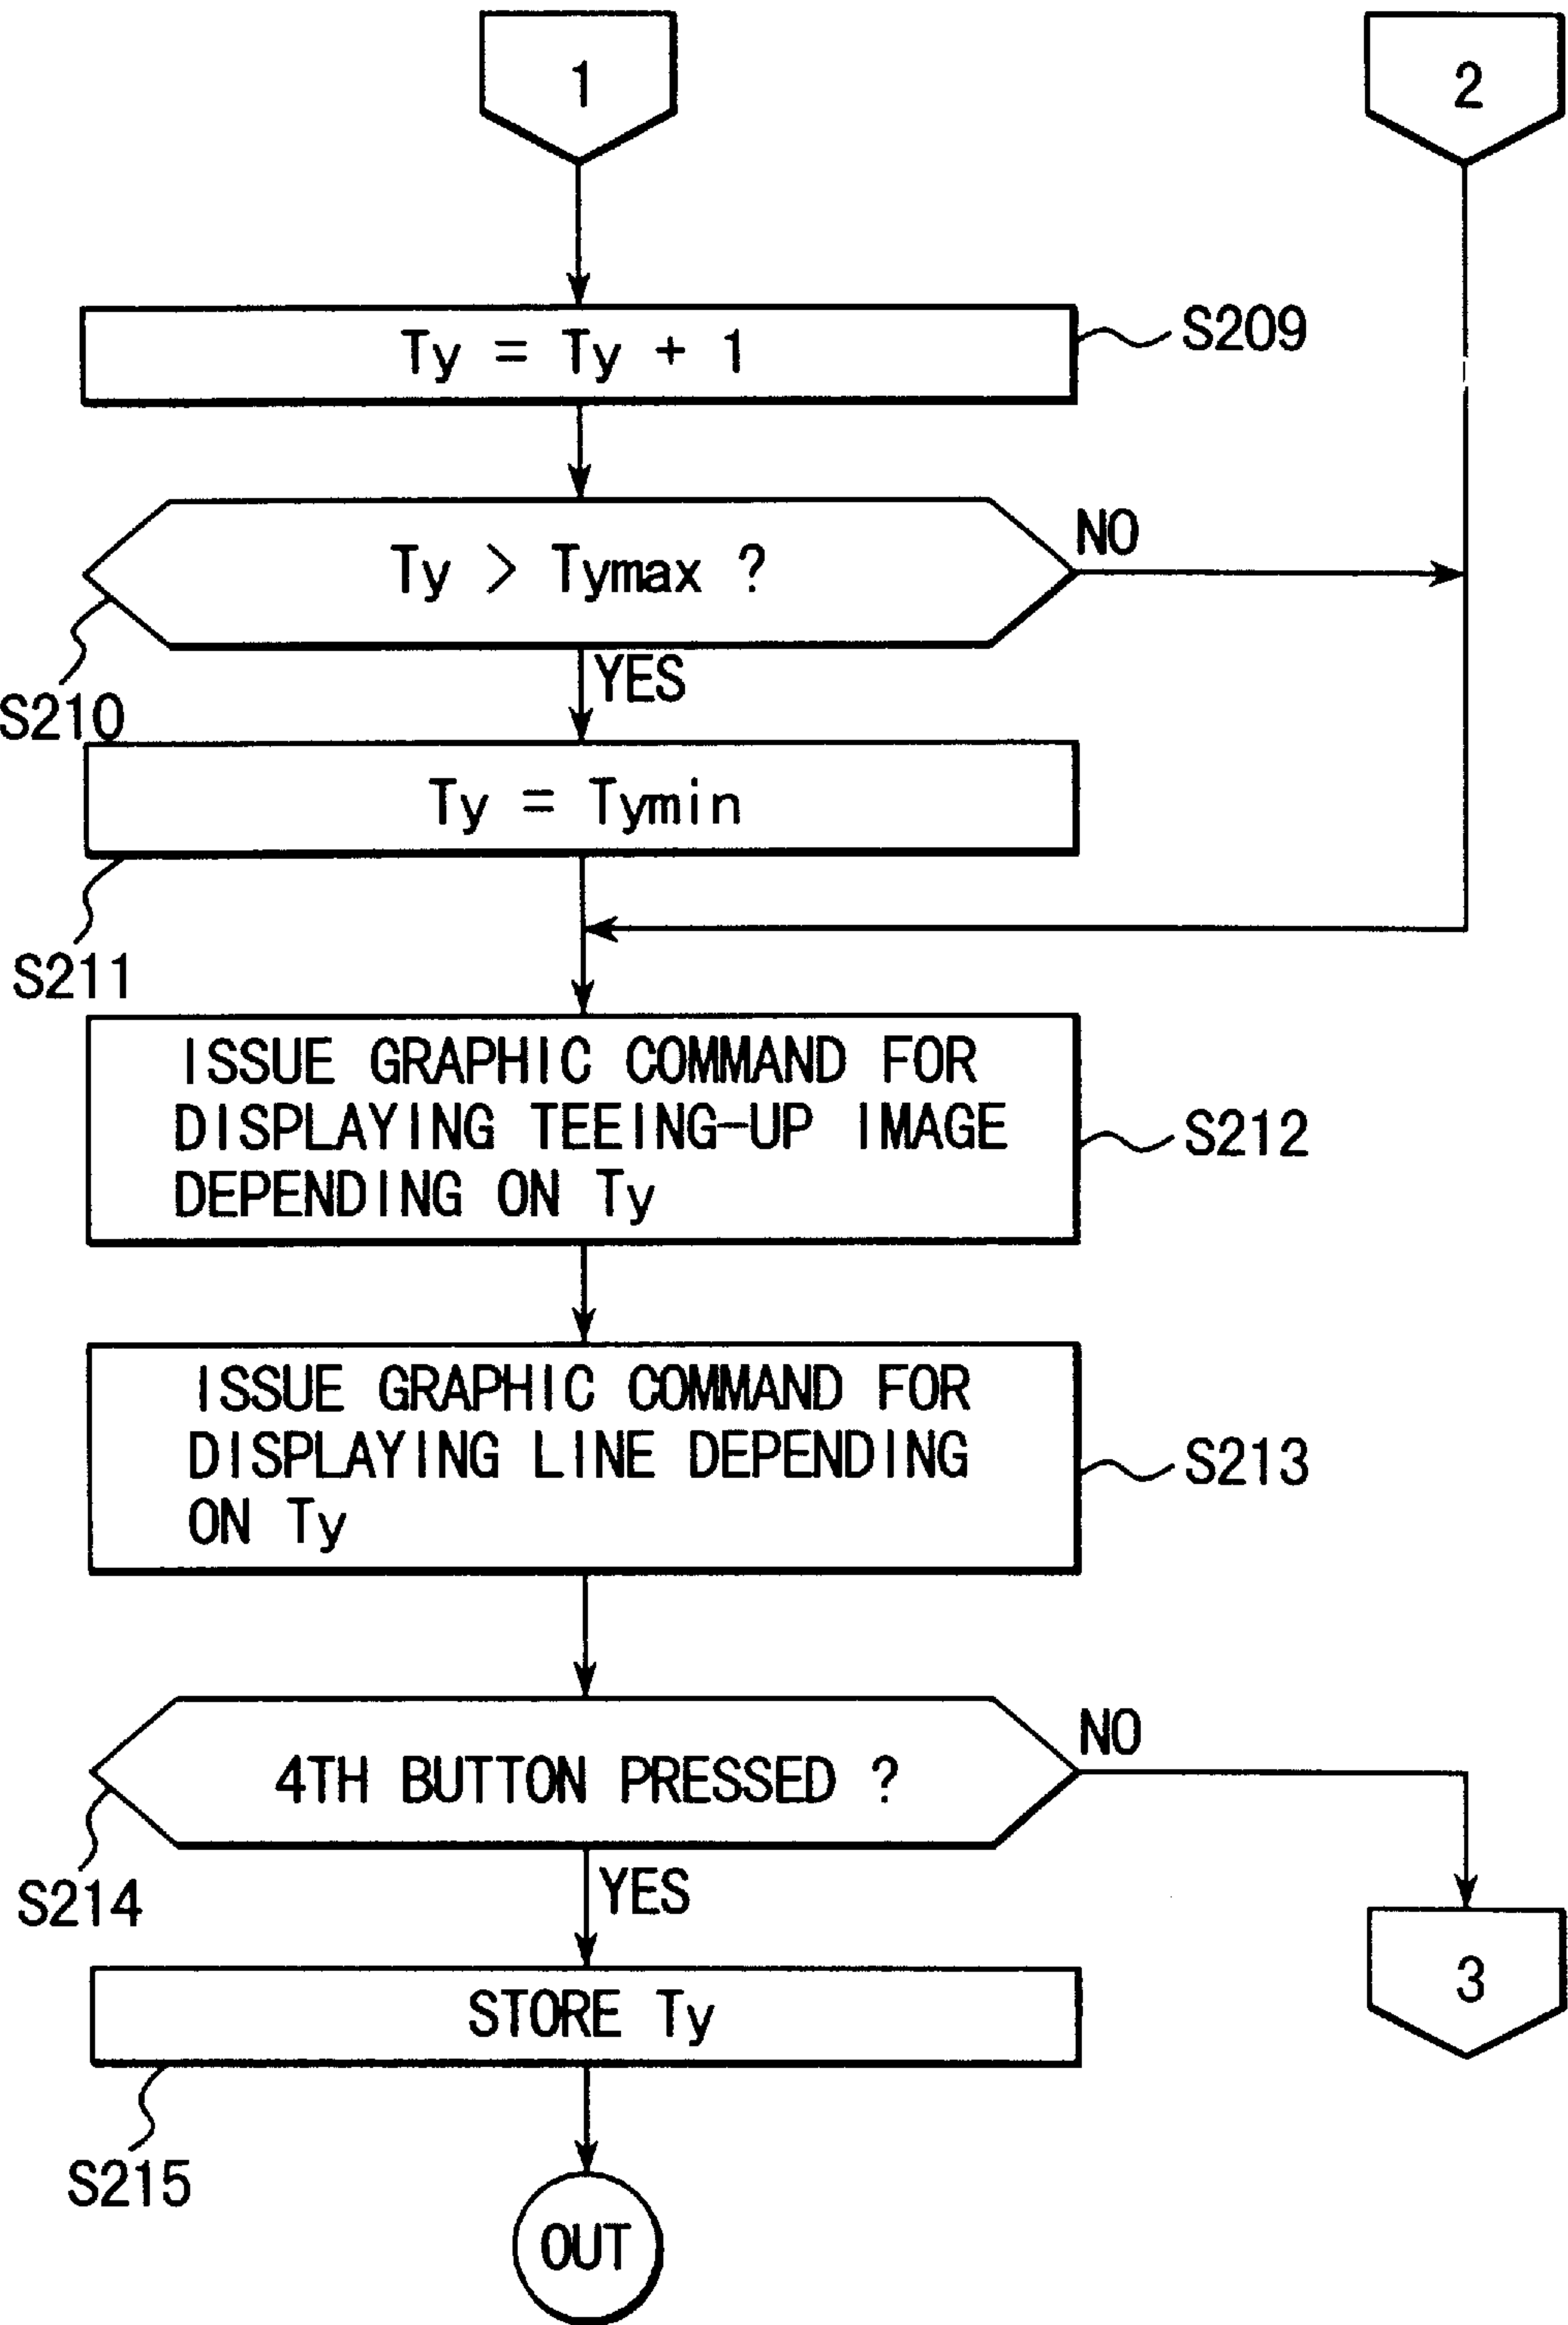 1
2
Ty = Ty + 1
S209
Ty > Tymax ?
NO
S210
YES
Ty = Tymin
S211
ISSUE GRAPHIC COMMAND FOR
DISPLAYING TEEING-UP IMAGE
DEPENDING ON Ty
S212
ISSUE GRAPHIC COMMAND FOR
DISPLAYING LINE DEPENDING
ON Ty
S213
4TH BUTTON PRESSED ?
NO
S214
YES
3
STORE Ty
S215
OUT